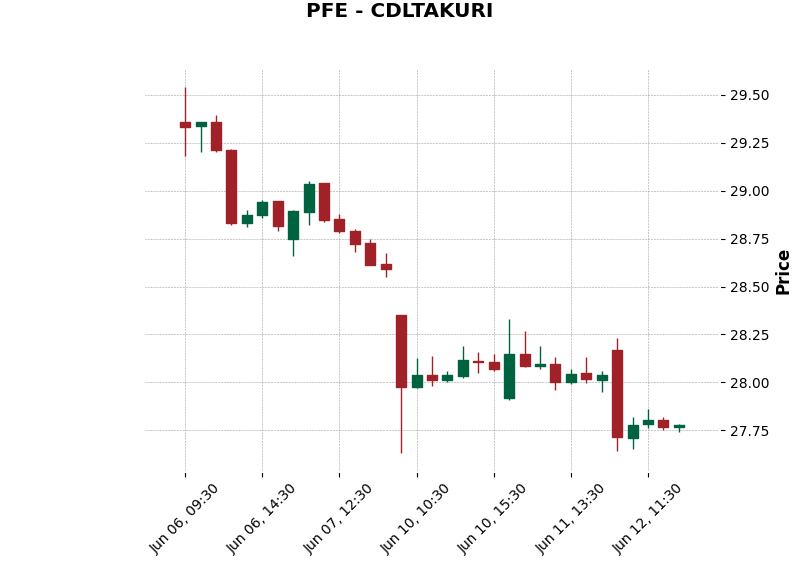 PFE - CDLTAKURI
29.50
29.25
29.00
28.75
28.50
28.25
28.00
27.75
Price
Jun 06, 09:30
Jun 06, 14:30
Jun 07, 12:30
Jun 10, 10:30
Jun 10, 15:30
Jun 11, 13:30
Jun 12, 11:30